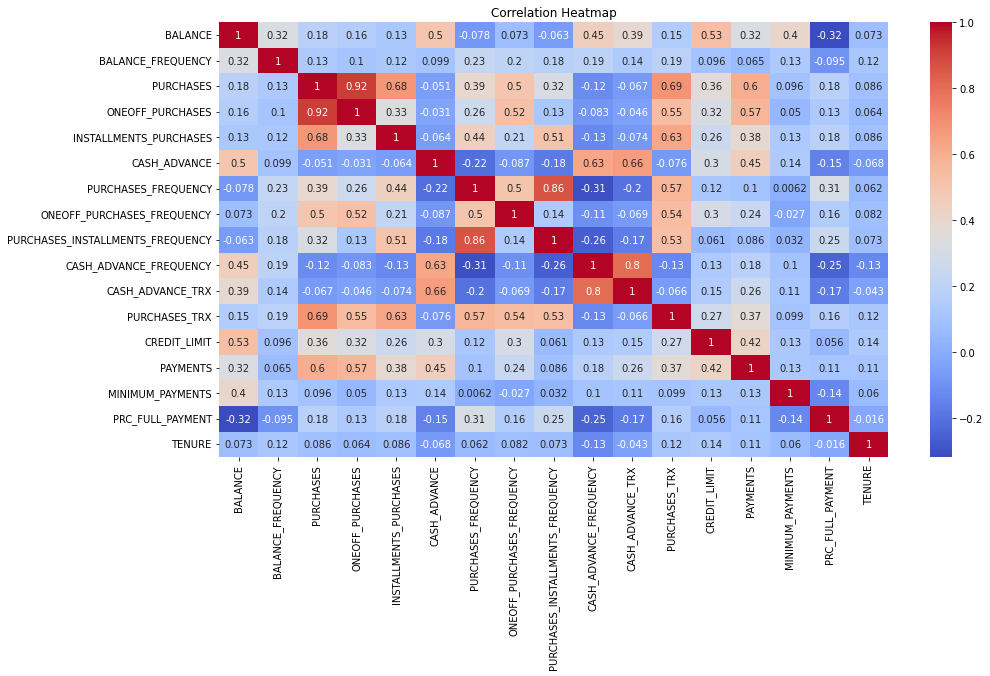 Correlation Heatmap
BALANCE 1 0.32 0.18 0.16 0.13 0.5 -0.078 0.073 -0.063 0.45 0.39 0.15 0.53 0.32 0.4 -0.32 0.073
BALANCE_FREQUENCY 0.32 1 0.13 0.1 0.12 0.099 0.23 0.2 0.18 0.19 0.14 0.19 0.096 0.065 0.13 -0.095 0.12
PURCHASES 0.18 0.13 1 0.92 0.68 -0.051 0.39 0.5 0.32 -0.12 -0.067 0.69 0.36 0.6 0.096 0.18 0.086
ONEOFF_PURCHASES 0.16 0.1 0.92 1 0.33 -0.031 0.26 0.52 0.13 -0.083 -0.046 0.55 0.32 0.57 0.05 0.13 0.064
INSTALLMENTS_PURCHASES 0.13 0.12 0.68 0.33 1 -0.064 0.44 0.21 0.51 -0.13 -0.074 0.63 0.26 0.38 0.13 0.18 0.086
CASH_ADVANCE 0.5 0.099 -0.051 -0.031 -0.064 1 -0.22 -0.087 -0.18 0.63 0.66 -0.076 0.3 0.45 0.14 -0.15 -0.068
PURCHASES_FREQUENCY -0.078 0.23 0.39 0.26 0.44 -0.22 1 0.5 0.86 -0.31 -0.2 0.57 0.12 0.1 0.0062 0.31 0.062
ONEOFF_PURCHASES_FREQUENCY 0.073 0.2 0.5 0.52 0.21 -0.087 0.5 1 0.14 -0.11 -0.069 0.54 0.3 0.24 -0.027 0.16 0.082
PURCHASES_INSTALLMENTS_FREQUENCY -0.063 0.18 0.32 0.13 0.51 -0.18 0.86 0.14 1 -0.26 -0.17 0.53 0.061 0.086 0.032 0.25 0.073
CASH_ADVANCE_FREQUENCY 0.45 0.19 -0.12 -0.083 -0.13 0.63 -0.31 -0.11 -0.26 1 0.8 -0.13 0.13 0.18 0.1 -0.25 -0.13
CASH_ADVANCE_TRX 0.39 0.14 -0.067 -0.046 -0.074 0.66 -0.2 -0.069 -0.17 0.8 1 -0.066 0.15 0.26 0.11 -0.17 -0.043
PURCHASES_TRX 0.15 0.19 0.69 0.55 0.63 -0.076 0.57 0.54 0.53 -0.13 -0.066 1 0.27 0.37 0.099 0.16 0.12
CREDIT_LIMIT 0.53 0.096 0.36 0.32 0.26 0.3 0.12 0.3 0.061 0.13 0.15 0.27 1 0.42 0.13 0.056 0.14
PAYMENTS 0.32 0.065 0.6 0.57 0.38 0.45 0.1 0.24 0.086 0.18 0.26 0.37 0.42 1 0.13 0.11 0.11
MINIMUM_PAYMENTS 0.4 0.13 0.096 0.05 0.13 0.14 0.0062 -0.027 0.032 0.1 0.11 0.099 0.13 0.13 1 -0.14 0.06
PRC_FULL_PAYMENT -0.32 -0.095 0.18 0.13 0.18 -0.15 0.31 0.16 0.25 -0.25 -0.17 0.16 0.056 0.11 -0.14 1 -0.016
TENURE 0.073 0.12 0.086 0.064 0.086 -0.068 0.062 0.082 0.073 -0.13 -0.043 0.12 0.14 0.11 0.06 -0.016 1
BALANCE
BALANCE_FREQUENCY
PURCHASES
ONEOFF_PURCHASES
INSTALLMENTS_PURCHASES
CASH_ADVANCE
PURCHASES_FREQUENCY
ONEOFF_PURCHASES_FREQUENCY
PURCHASES_INSTALLMENTS_FREQUENCY
CASH_ADVANCE_FREQUENCY
CASH_ADVANCE_TRX
PURCHASES_TRX
CREDIT_LIMIT
PAYMENTS
MINIMUM_PAYMENTS
PRC_FULL_PAYMENT
TENURE
1.0
0.8
0.6
0.4
0.2
0.0
-0.2